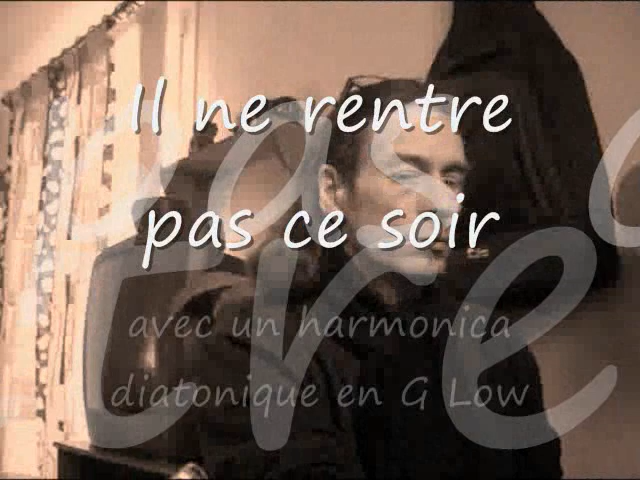 Il ne rentre
pas ce soir
avec un harmonica
diatonique en G Low